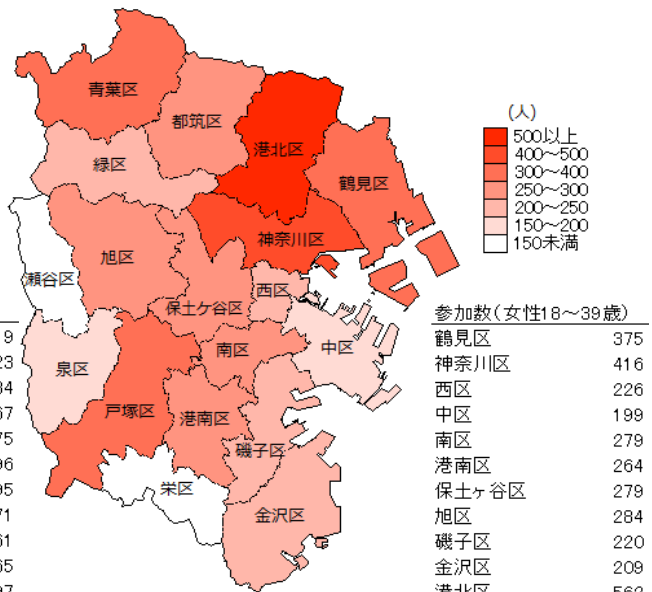 青葉区
都筑区
港北区
緑区
鶴見区
神奈川区
旭区
瀬谷区
西区
保土ケ谷区
中区
南区
泉区
戸塚区
港南区
磯子区
栄区
金沢区
(人)
500以上
400～500
300～400
250～300
200～250
150～200
150未満
参加数(女性18～39歳)
鶴見区 375
神奈川区 416
西区 226
中区 199
南区 279
港南区 264
保土ヶ谷区 279
旭区 284
磯子区 220
金沢区 209
港北区 562